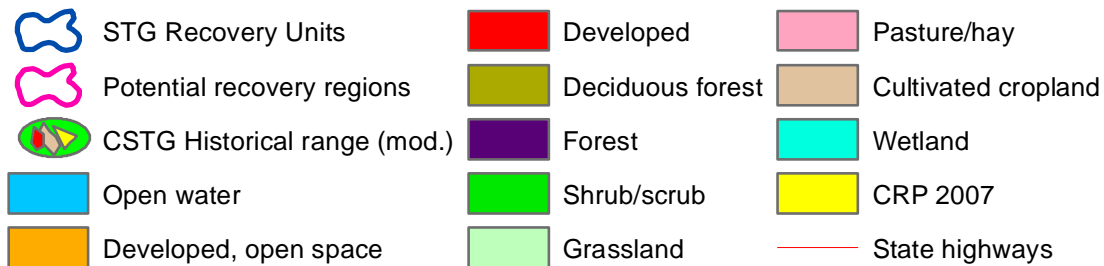 STG Recovery Units
Potential recovery regions
CSTG Historical range (mod.)
Open water
Developed, open space
Developed
Deciduous forest
Forest
Shrub/scrub
Grassland
Pasture/hay
Cultivated cropland
Wetland
CRP 2007
State highways